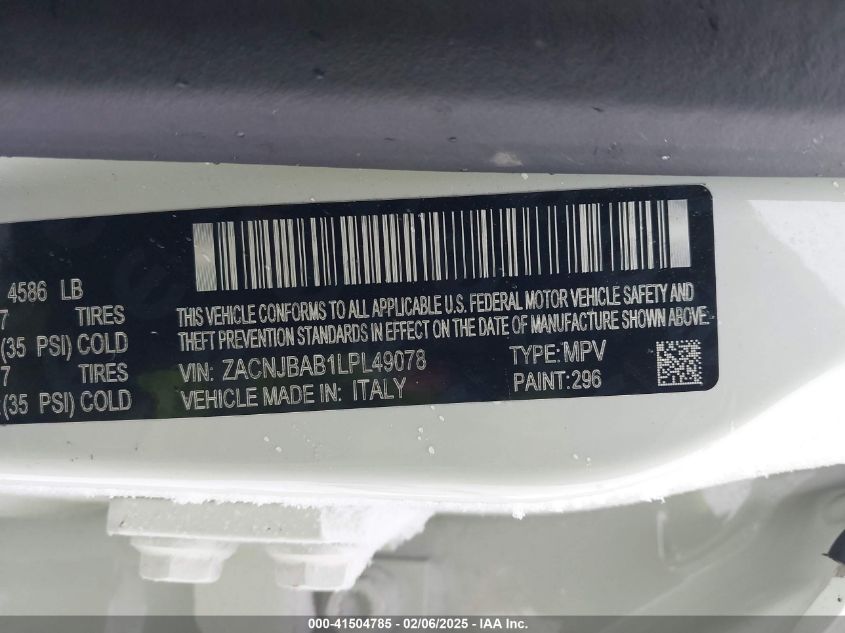 4586 LB
7 TIRES
(35 PSI) COLD
7 TIRES
(35 PSI) COLD
THIS VEHICLE CONFORMS TO ALL APPLICABLE U.S. FEDERAL MOTOR VEHICLE SAFETY AND
THEFT PREVENTION STANDARDS IN EFFECT ON THE DATE OF MANUFACTURE SHOWN ABOVE.
VIN: ZACNJBAB1LPL49078 TYPE:MPV
VEHICLE MADE IN: ITALY PAINT:296
000-41504785 - 02/06/2025 - IAA Inc.